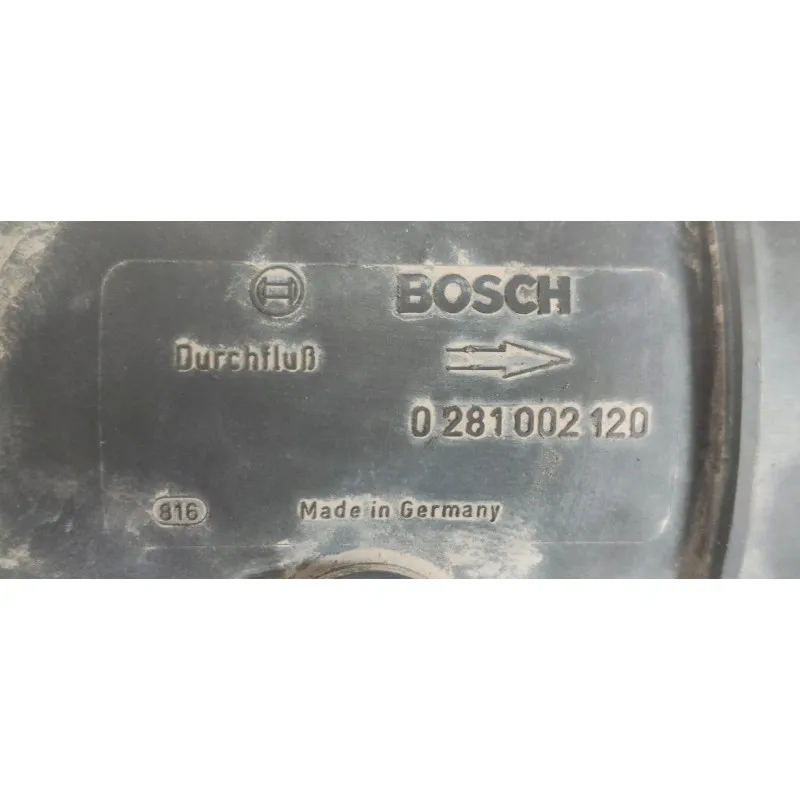 BOSCH
Durchfluß
0 281 002 120
816 Made in Germany